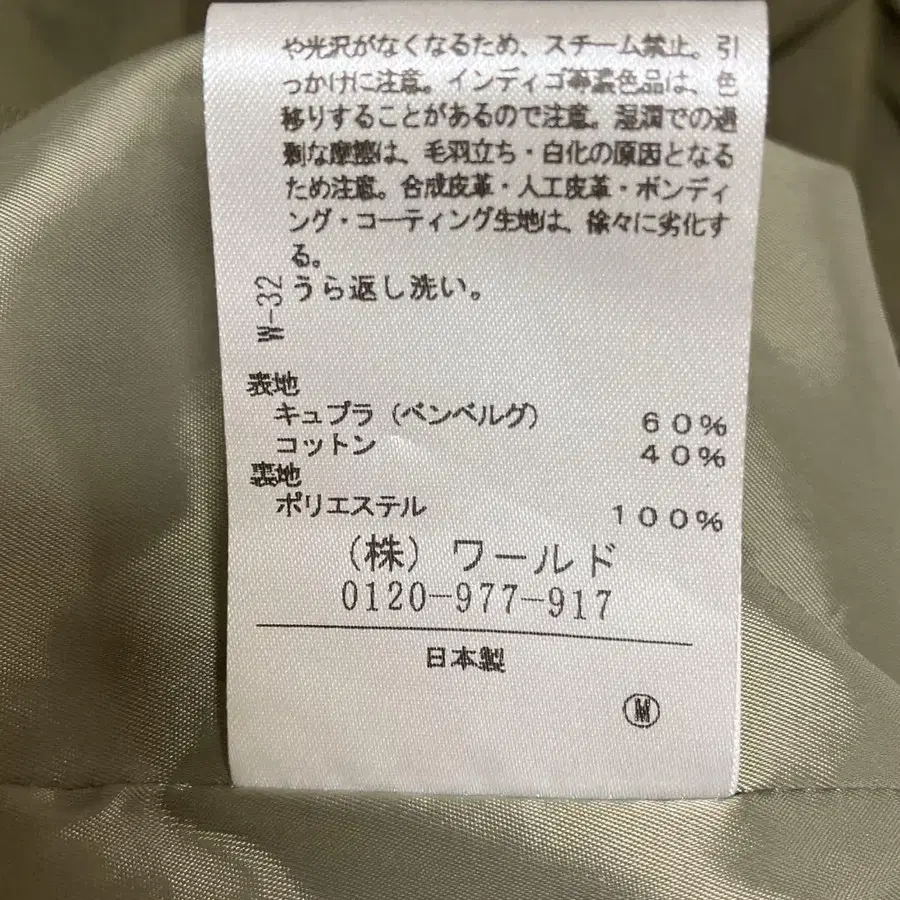 や光沢がなくなるため、スチーム禁止。引
っかけに注意。インディゴ等濃色品は、色
移りすることがあるので注意。湿潤での過
剰な摩擦は、毛羽立ち・白化の原因となる
ため注意。合成皮革・人工皮革・ボンディ
ング・コーティング生地は、徐々に劣化す
る。
うら返し洗い。
W-32
表地
キュプラ（ベンベルグ） 60%
コットン 40%
裏地
ポリエステル 100%
（株）ワールド
0120-977-917
日本製
M